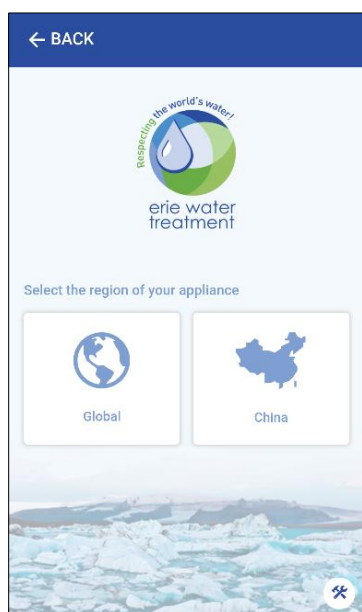 ← BACK
Respecting the world's water!
erie water
treatment
Select the region of your appliance
Global
China